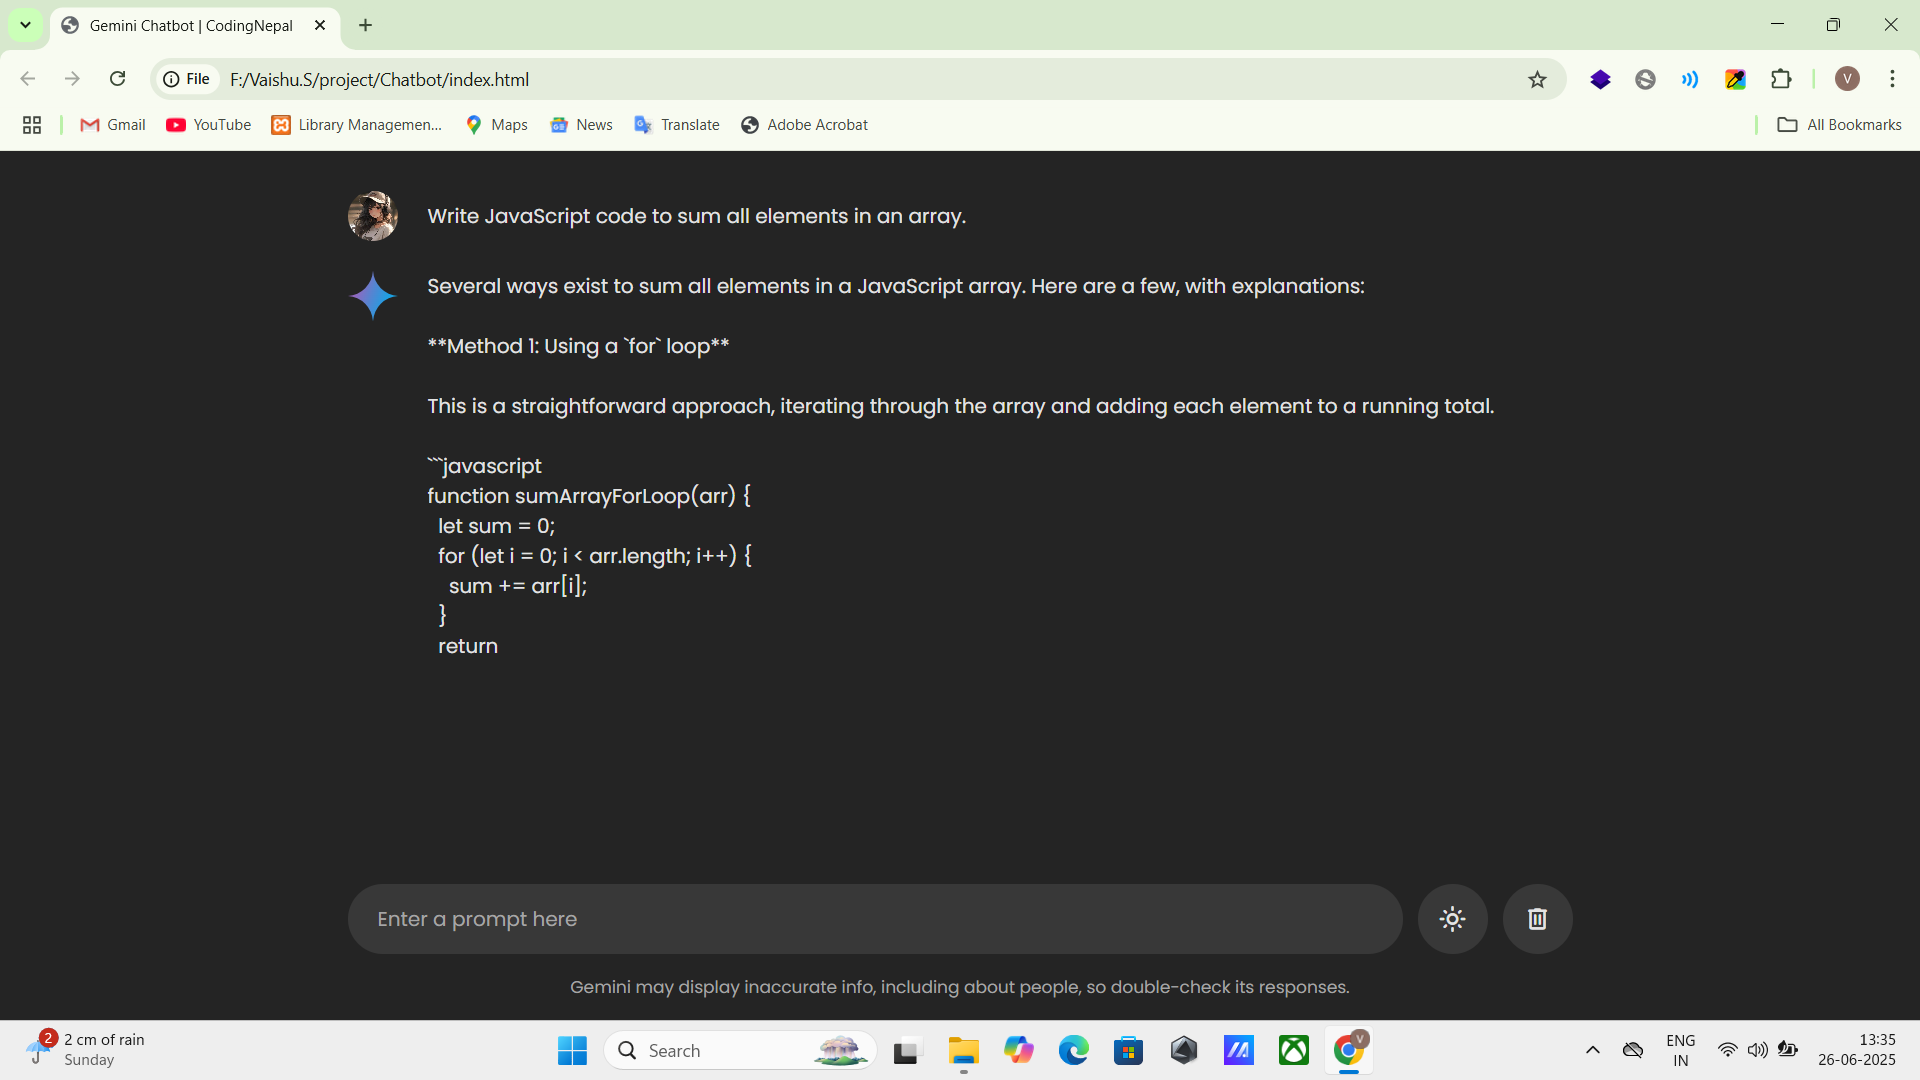 Gemini Chatbot | CodingNepal
File F:/Vaishu.S/project/Chatbot/index.html
V
Gmail YouTube Library Managemen... Maps News Translate Adobe Acrobat All Bookmarks
Write JavaScript code to sum all elements in an array.
Several ways exist to sum all elements in a JavaScript array. Here are a few, with explanations:
**Method 1: Using a `for` loop**
This is a straightforward approach, iterating through the array and adding each element to a running total.
```javascript
function sumArrayForLoop(arr) {
  let sum = 0;
  for (let i = 0; i < arr.length; i++) {
    sum += arr[i];
  }
  return
Enter a prompt here
Gemini may display inaccurate info, including about people, so double-check its responses.
2
2 cm of rain
Sunday
Search
V
ENG
IN
13:35
26-06-2025